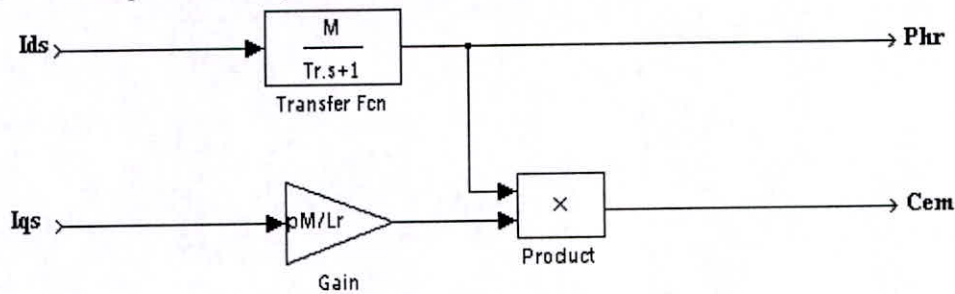 Ids
M
Tr.s+1
Transfer Fcn
Phr
Iqs
pM/Lr
Gain
×
Product
Cem